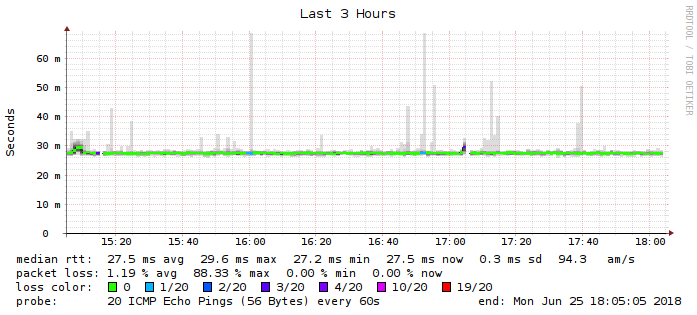 Last 3 Hours
RRDTOOL / TOBI OETIKER
Seconds
60 m
50 m
40 m
30 m
20 m
10 m
0
15:20 15:40 16:00 16:20 16:40 17:00 17:20 17:40 18:00
median rtt: 27.5 ms avg 29.6 ms max 27.2 ms min 27.5 ms now 0.3 ms sd 94.3 am/s
packet loss: 1.19 % avg 88.33 % max 0.00 % min 0.00 % now
loss color: 0 1/20 2/20 3/20 4/20 10/20 19/20
probe: 20 ICMP Echo Pings (56 Bytes) every 60s end: Mon Jun 25 18:05:05 2018